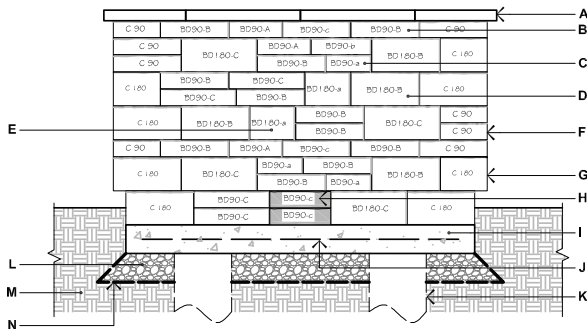 A
C 90 BD90-B BD90-A BD90-c BD90-B C 90 B
C 90 BD90-A BD90-b
BD180-C BD180-B C 180
C 90 BD90-B BD90-a C
BD90-B BD90-C
C 180 BD180-a BD180-B C 180 D
BD90-C BD90-B
BD90-B C 90
E C 180 BD180-B BD180-a BD180-C
BD90-B C 90 F
C 90 BD90-B BD90-A BD90-c BD90-B C 90
BD90-a BD90-B
C 180 BD180-C BD180-B C 180 G
BD90-B BD90-a
BD90-C BD90-c H
C 180 BD180-C C 180
BD90-C BD90-c
I
L J
M K
N